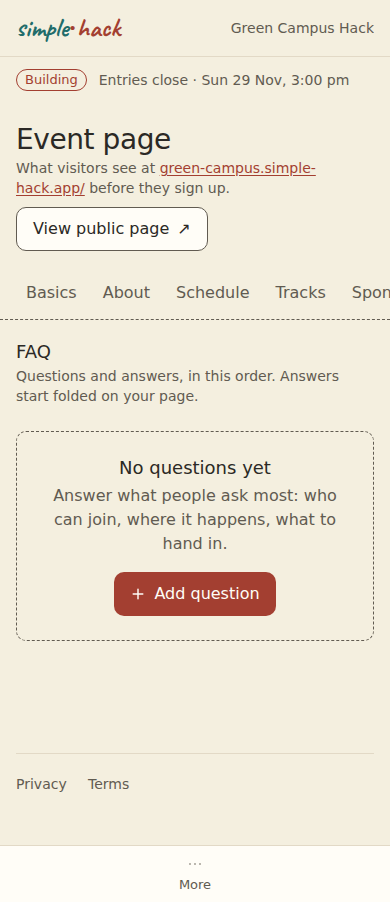 simple hack
Green Campus Hack
Building
Entries close · Sun 29 Nov, 3:00 pm
Event page
What visitors see at green-campus.simple-
hack.app/ before they sign up.
View public page ↗
Basics About Schedule Tracks Spon
FAQ
Questions and answers, in this order. Answers
start folded on your page.
No questions yet
Answer what people ask most: who
can join, where it happens, what to
hand in.
+ Add question
Privacy Terms
More